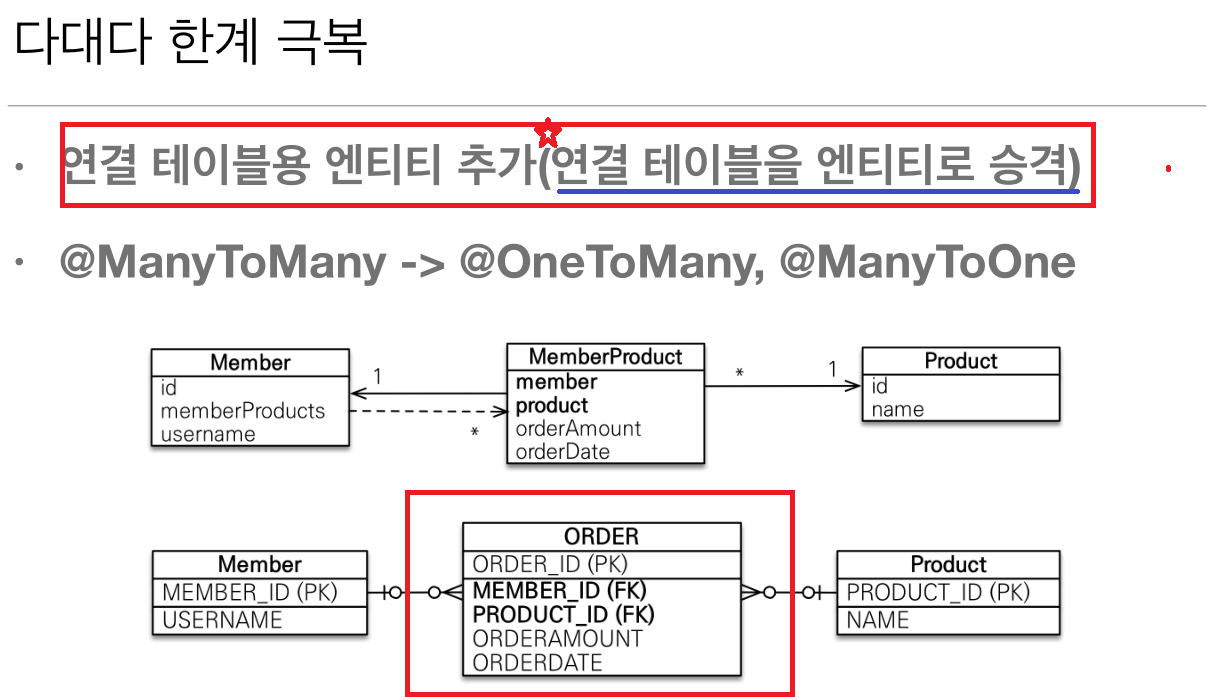 다대다 한계 극복
• 연결 테이블용 엔티티 추가(연결 테이블을 엔티티로 승격)
• @ManyToMany -> @OneToMany, @ManyToOne
Member
id
memberProducts
username
1
*
MemberProduct
member
product
orderAmount
orderDate
*
1
Product
id
name
Member
MEMBER_ID (PK)
USERNAME
ORDER
ORDER_ID (PK)
MEMBER_ID (FK)
PRODUCT_ID (FK)
ORDERAMOUNT
ORDERDATE
Product
PRODUCT_ID (PK)
NAME